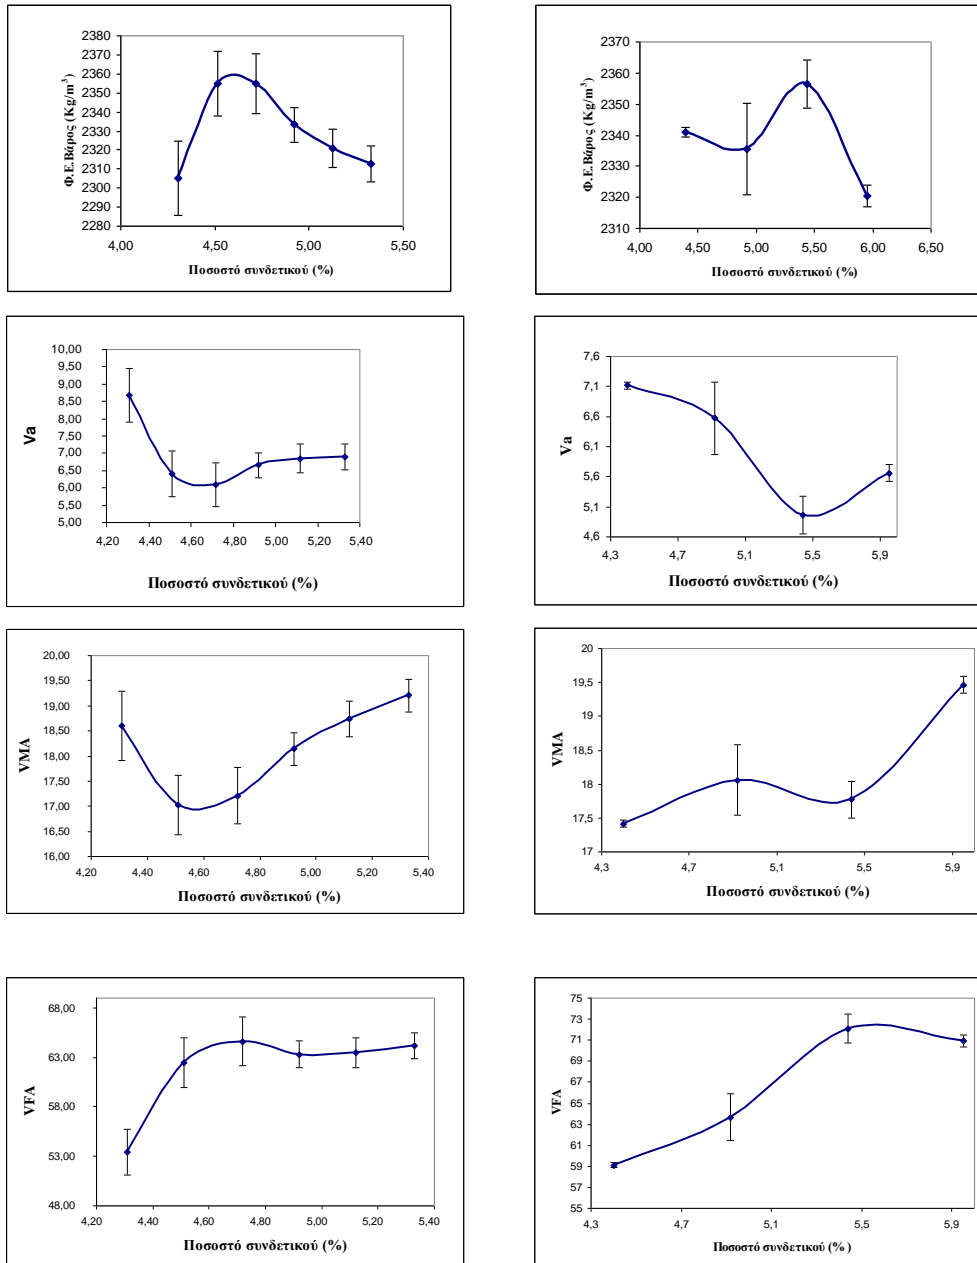 2380
2370
2360
2350
2340
2330
2320
2310
2300
2290
2280
Φ.Ε.Βάρος (Kg/m³)
4,00 4,50 5,00 5,50
Ποσοστό συνδετικού (%)
2370
2360
2350
2340
2330
2320
2310
Φ.Ε.Βάρος (Kg/m³)
4,00 4,50 5,00 5,50 6,00 6,50
Ποσοστό συνδετικού (%)
10,00
9,50
9,00
8,50
8,00
7,50
7,00
6,50
6,00
5,50
5,00
Va
4,20 4,40 4,60 4,80 5,00 5,20 5,40
Ποσοστό συνδετικού (%)
7,6
7,1
6,6
6,1
5,6
5,1
4,6
Va
4,3 4,7 5,1 5,5 5,9
Ποσοστό συνδετικού (%)
20,00
19,00
18,00
17,00
16,00
VMA
4,20 4,40 4,60 4,80 5,00 5,20 5,40
Ποσοστό συνδετικού (%)
20
19,5
19
18,5
18
17,5
17
VMA
4,3 4,7 5,1 5,5 5,9
Ποσοστό συνδετικού (%)
68,00
63,00
58,00
53,00
48,00
VFA
4,20 4,40 4,60 4,80 5,00 5,20 5,40
Ποσοστό συνδετικού (%)
75
73
71
69
67
65
63
61
59
57
55
VFA
4,3 4,7 5,1 5,5 5,9
Ποσοστό συνδετικού (% )